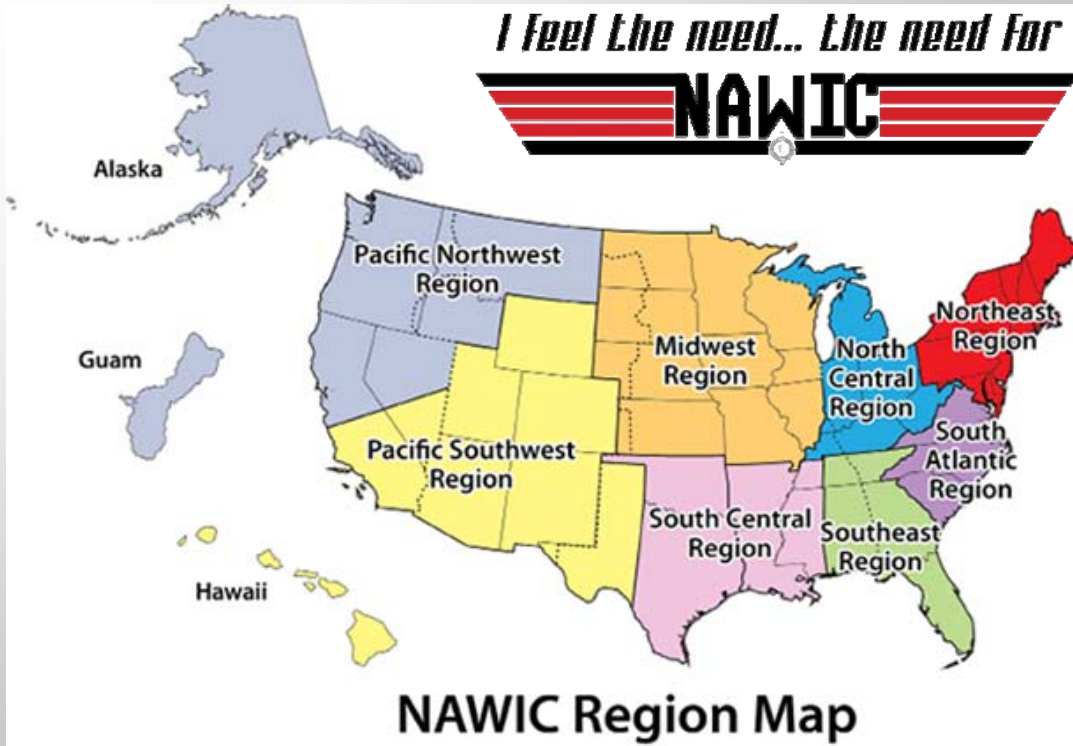 I feel the need... the need for
NAWIC
Alaska
Pacific Northwest
Region
Guam
Midwest
Region
North
Central
Region
Northeast
Region
Pacific Southwest
Region
South
Atlantic
Region
South Central
Region
Southeast
Region
Hawaii
NAWIC Region Map